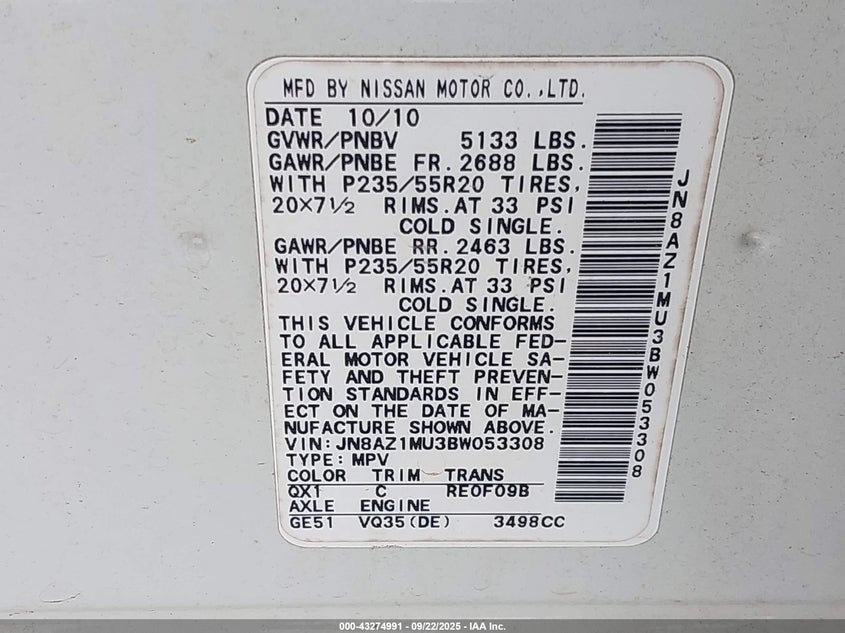 MFD BY NISSAN MOTOR CO.,LTD.
DATE 10/10
GVWR/PNBV 5133 LBS.
GAWR/PNBE FR. 2688 LBS.
WITH P235/55R20 TIRES,
20×7½ RIMS. AT 33 PSI
COLD SINGLE.
GAWR/PNBE RR. 2463 LBS.
WITH P235/55R20 TIRES,
20×7½ RIMS. AT 33 PSI
COLD SINGLE.
THIS VEHICLE CONFORMS
TO ALL APPLICABLE FED-
ERAL MOTOR VEHICLE SA-
FETY AND THEFT PREVEN-
TION STANDARDS IN EFF-
ECT ON THE DATE OF MA-
NUFACTURE SHOWN ABOVE.
VIN:JN8AZ1MU3BW053308
TYPE:MPV
COLOR TRIM TRANS
QX1 C RE0F09B
AXLE ENGINE
GE51 VQ35(DE) 3498CC
JN8AZ1MU3BW053308
000-43274991 - 09/22/2025 - IAA Inc.